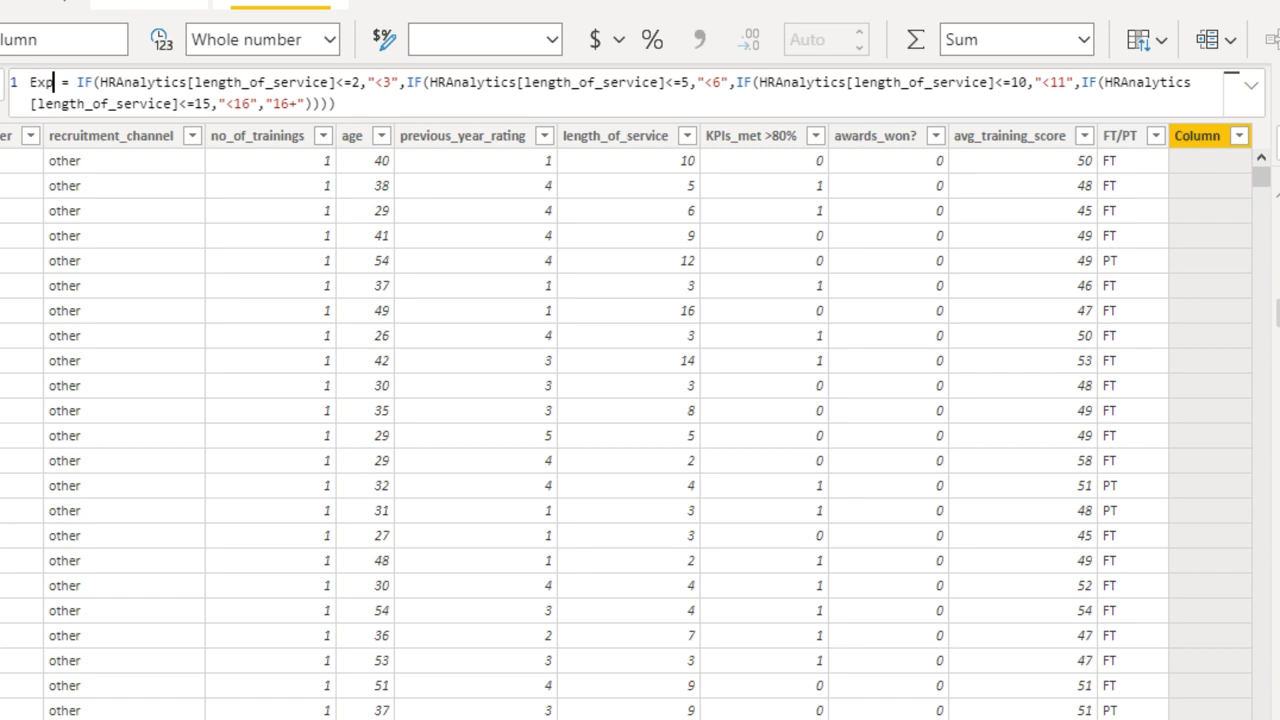 lumn Whole number $ % Auto Sum
1 Exp = IF(HRAnalytics[length_of_service]<=2,"<3",IF(HRAnalytics[length_of_service]<=5,"<6",IF(HRAnalytics[length_of_service]<=10,"<11",IF(HRAnalytics
[length_of_service]<=15,"<16","16+"))))
er recruitment_channel no_of_trainings age previous_year_rating length_of_service KPIs_met >80% awards_won? avg_training_score FT/PT Column
other 1 40 1 10 0 0 50 FT
other 1 38 4 5 1 0 48 FT
other 1 29 4 6 1 0 45 FT
other 1 41 4 9 0 0 49 FT
other 1 54 4 12 0 0 49 PT
other 1 37 1 3 1 0 46 FT
other 1 49 1 16 0 0 47 FT
other 1 26 4 3 1 0 50 FT
other 1 42 3 14 1 0 53 FT
other 1 30 3 3 0 0 48 FT
other 1 35 3 8 0 0 49 FT
other 1 29 5 5 0 0 49 FT
other 1 29 4 2 0 0 58 FT
other 1 32 4 4 1 0 51 PT
other 1 31 1 3 1 0 48 PT
other 1 27 1 3 0 0 45 FT
other 1 48 1 2 1 0 49 FT
other 1 30 4 4 1 0 52 FT
other 1 54 3 4 1 0 54 FT
other 1 36 2 7 1 0 47 FT
other 1 53 3 3 1 0 47 FT
other 1 51 4 9 0 0 51 FT
other 1 37 3 9 0 0 51 PT